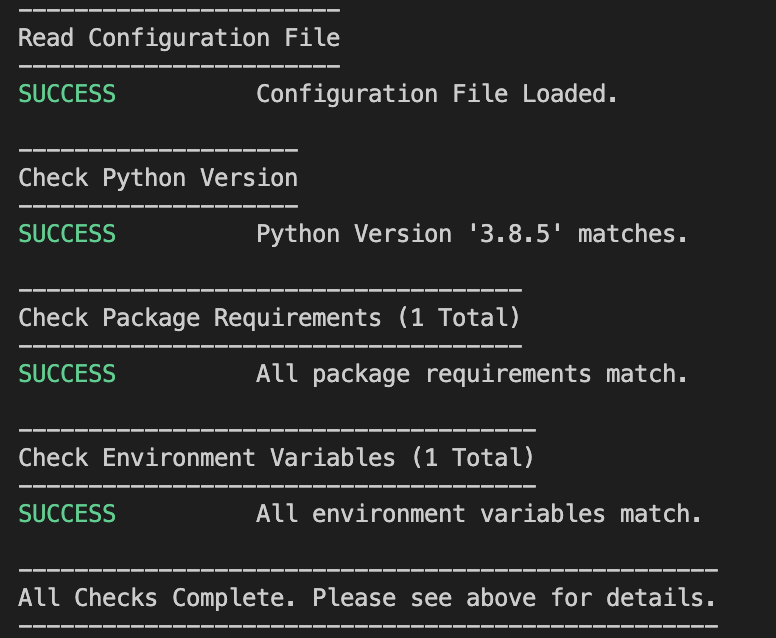 -----------------------
Read Configuration File
-----------------------
SUCCESS          Configuration File Loaded.
--------------------
Check Python Version
--------------------
SUCCESS          Python Version '3.8.5' matches.
------------------------------------
Check Package Requirements (1 Total)
------------------------------------
SUCCESS          All package requirements match.
-------------------------------------
Check Environment Variables (1 Total)
-------------------------------------
SUCCESS          All environment variables match.
--------------------------------------------------
All Checks Complete. Please see above for details.
--------------------------------------------------